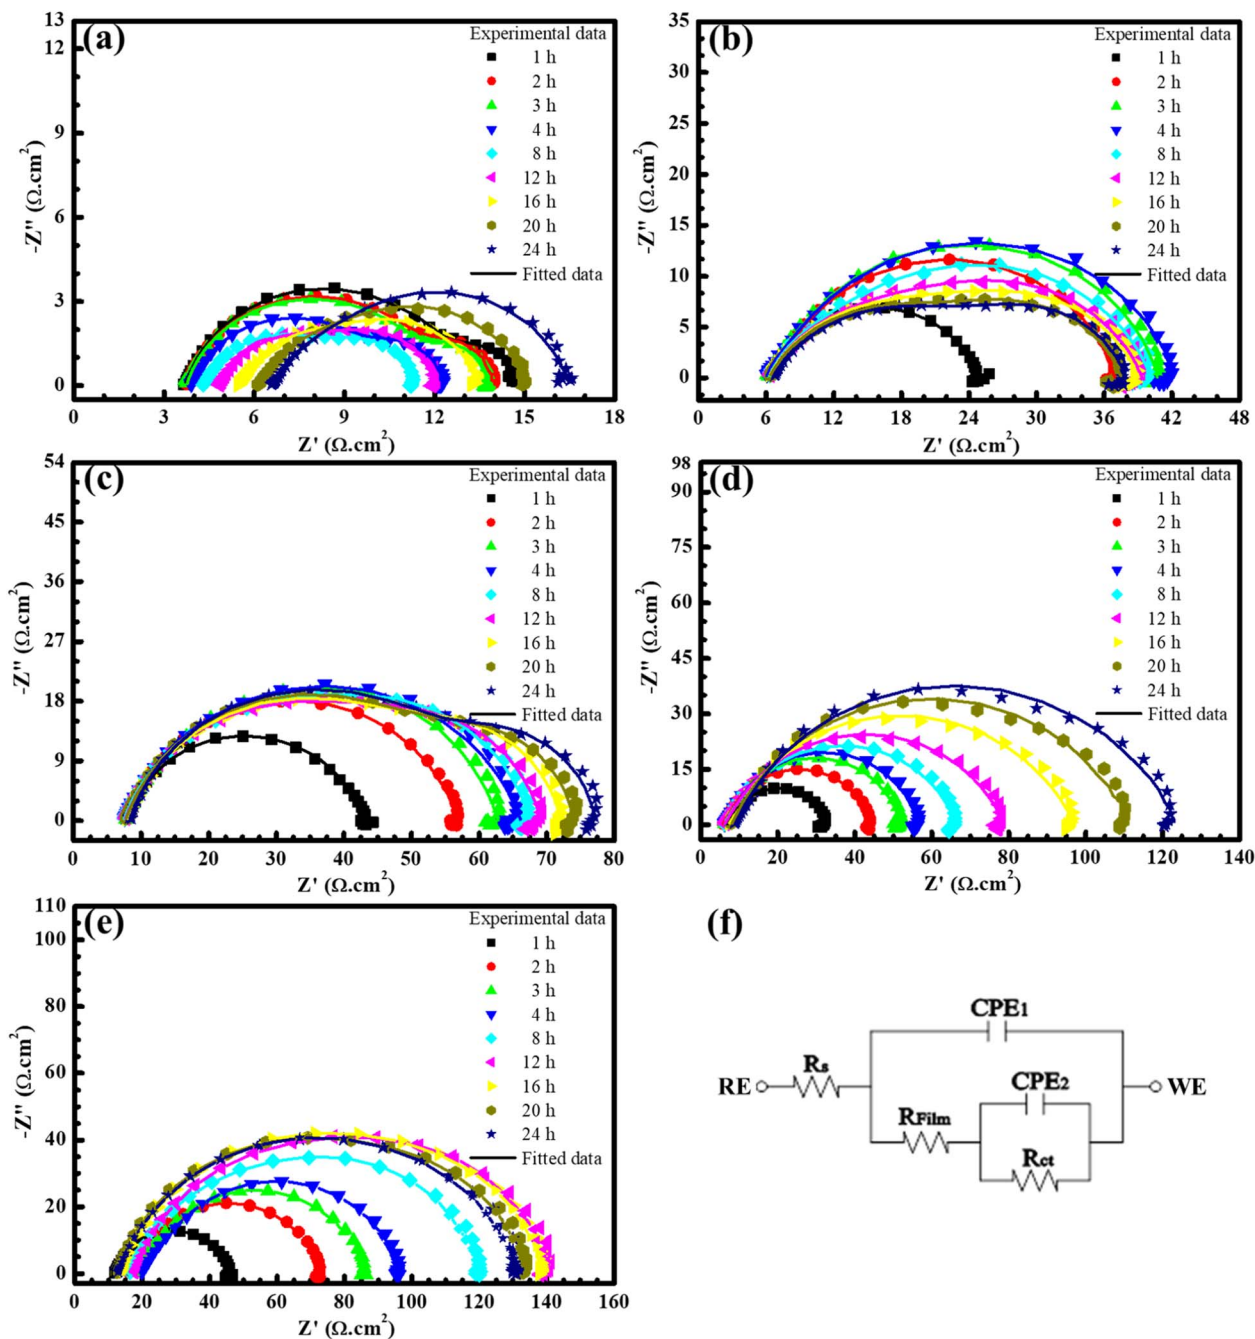 (a)
Experimental data
1 h
2 h
3 h
4 h
8 h
12 h
16 h
20 h
24 h
Fitted data
13
12
9
6
3
0
-Z'' (Ω.cm²)
0 3 6 9 12 15 18
Z' (Ω.cm²)
(b)
Experimental data
1 h
2 h
3 h
4 h
8 h
12 h
16 h
20 h
24 h
Fitted data
35
30
25
20
15
10
5
0
-Z'' (Ω.cm²)
0 6 12 18 24 30 36 42 48
Z' (Ω.cm²)
(c)
Experimental data
1 h
2 h
3 h
4 h
8 h
12 h
16 h
20 h
24 h
Fitted data
54
45
36
27
18
9
0
-Z'' (Ω.cm²)
0 10 20 30 40 50 60 70 80
Z' (Ω.cm²)
(d)
Experimental data
1 h
2 h
3 h
4 h
8 h
12 h
16 h
20 h
24 h
Fitted data
98
90
75
60
45
30
15
0
-Z'' (Ω.cm²)
0 20 40 60 80 100 120 140
Z' (Ω.cm²)
(e)
Experimental data
1 h
2 h
3 h
4 h
8 h
12 h
16 h
20 h
24 h
Fitted data
110
100
80
60
40
20
0
-Z'' (Ω.cm²)
0 20 40 60 80 100 120 140 160
Z' (Ω.cm²)
(f)
CPE1
Rs
RE
CPE2
WE
RFilm
Rct